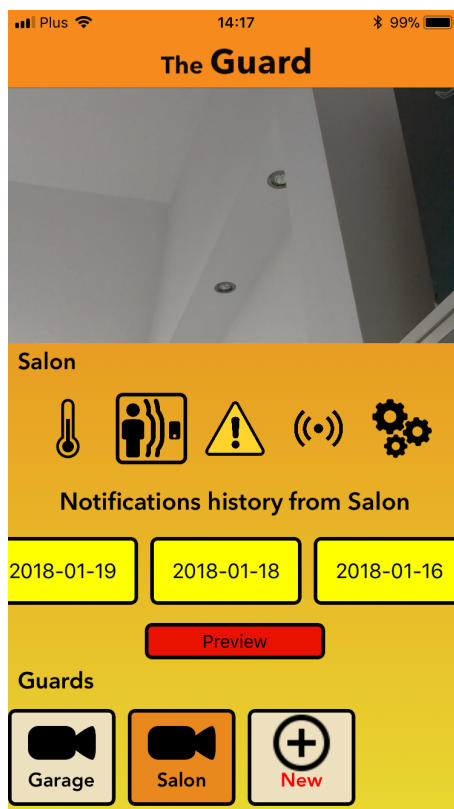 Plus 14:17 99%
The Guard
Salon
Notifications history from Salon
2018-01-19 2018-01-18 2018-01-16
Preview
Guards
Garage Salon New